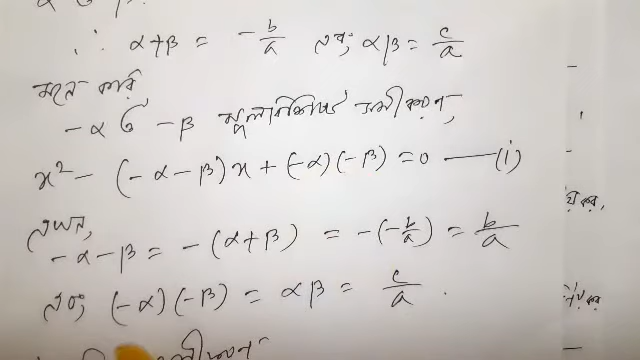 ∴ α+β = -b/a এবং, αβ = c/a
মনে করি
-α ও -β মূলবিশিষ্ট সমীকরণ,
x² - (-α-β)x + (-α)(-β) = 0 —— (i)
এখন,
-α-β = -(α+β) = -(-b/a) = b/a
এবং, (-α)(-β) = αβ = c/a .